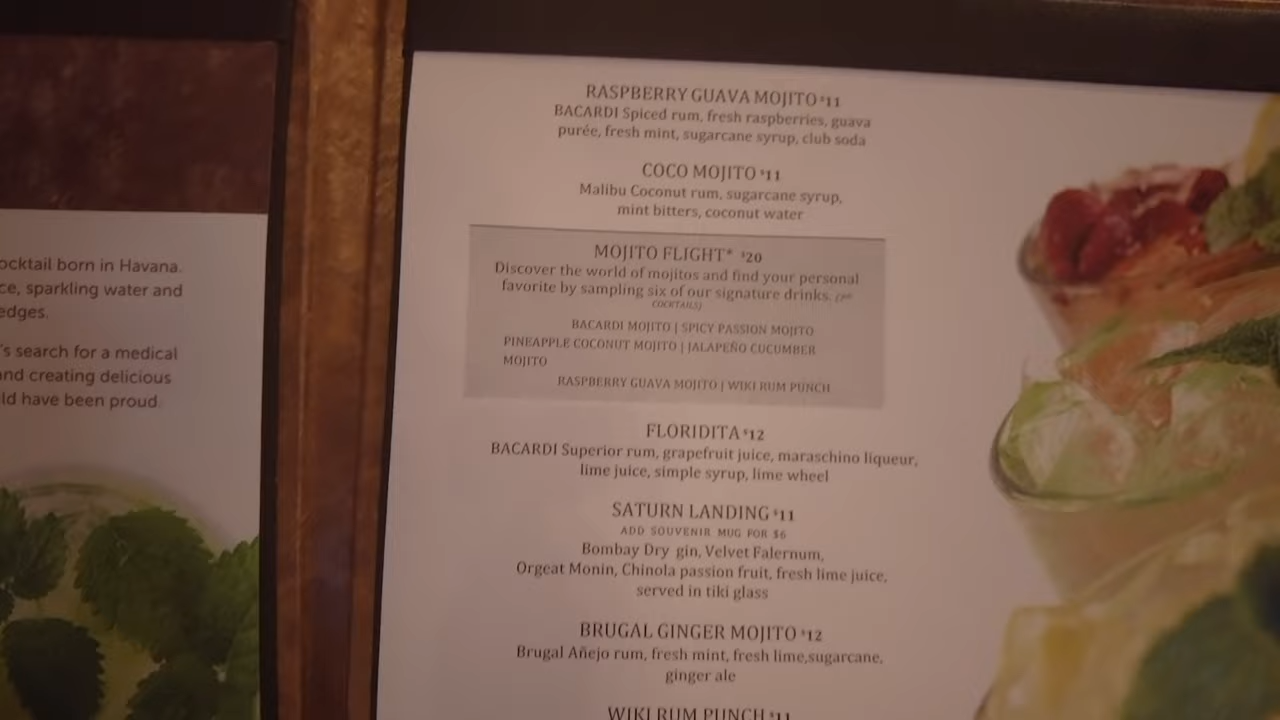 ocktail born in Havana.
ce, sparkling water and
edges.
's search for a medical
and creating delicious
ld have been proud.
RASPBERRY GUAVA MOJITO $11
BACARDI Spiced rum, fresh raspberries, guava
purée, fresh mint, sugarcane syrup, club soda
COCO MOJITO $11
Malibu Coconut rum, sugarcane syrup,
mint bitters, coconut water
MOJITO FLIGHT* $20
Discover the world of mojitos and find your personal
favorite by sampling six of our signature drinks.
COCKTAILS)
BACARDI MOJITO | SPICY PASSION MOJITO
PINEAPPLE COCONUT MOJITO | JALAPEÑO CUCUMBER
MOJITO
RASPBERRY GUAVA MOJITO | WIKI RUM PUNCH
FLORIDITA $12
BACARDI Superior rum, grapefruit juice, maraschino liqueur,
lime juice, simple syrup, lime wheel
SATURN LANDING $11
ADD SOUVENIR MUG FOR $6
Bombay Dry gin, Velvet Falernum,
Orgeat Monin, Chinola passion fruit, fresh lime juice,
served in tiki glass
BRUGAL GINGER MOJITO $12
Brugal Añejo rum, fresh mint, fresh lime,sugarcane,
ginger ale
WIKI RUM PUNCH $11